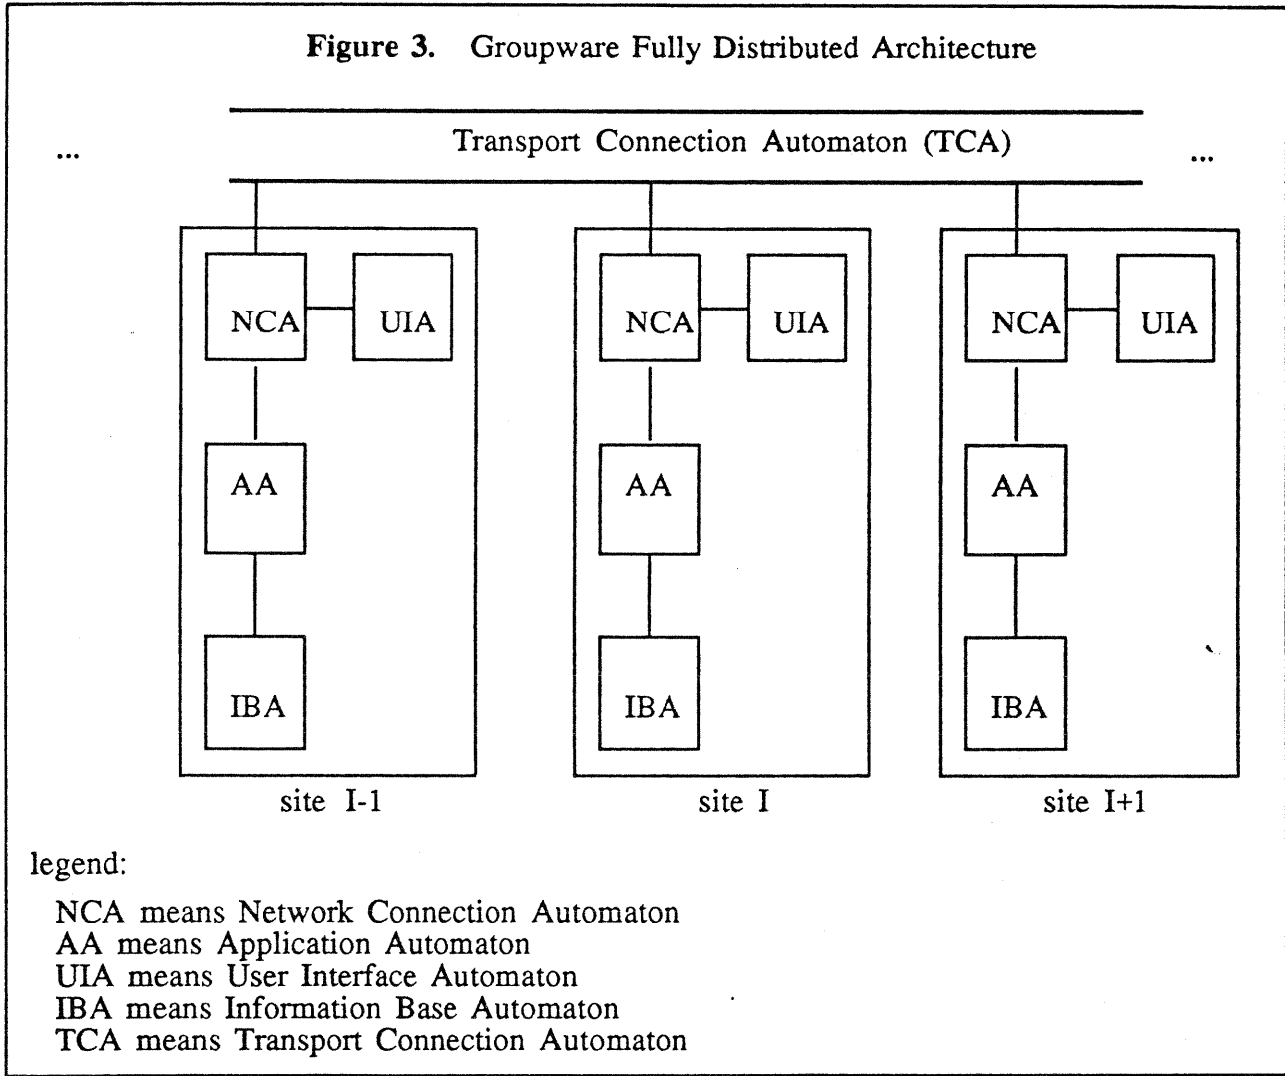 Figure 3. Groupware Fully Distributed Architecture
Transport Connection Automaton (TCA)
... ...
NCA UIA NCA UIA NCA UIA
AA AA AA
IBA IBA IBA
site I-1 site I site I+1
legend:
NCA means Network Connection Automaton
AA means Application Automaton
UIA means User Interface Automaton
IBA means Information Base Automaton
TCA means Transport Connection Automaton